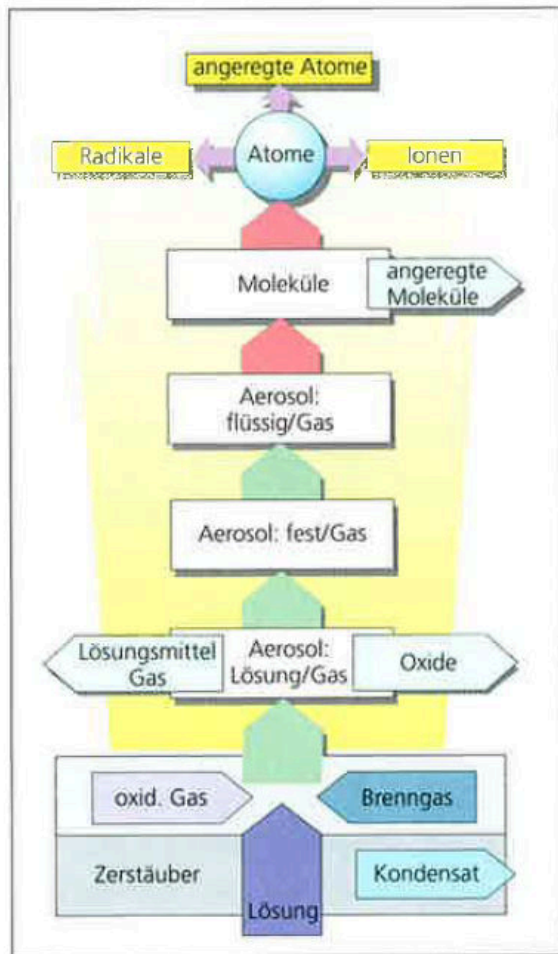 angeregte Atome
Radikale
Atome
Ionen
Moleküle
angeregte
Moleküle
Aerosol:
flüssig/Gas
Aerosol: fest/Gas
Lösungsmittel
Gas
Aerosol:
Lösung/Gas
Oxide
oxid. Gas
Brenngas
Zerstäuber
Lösung
Kondensat